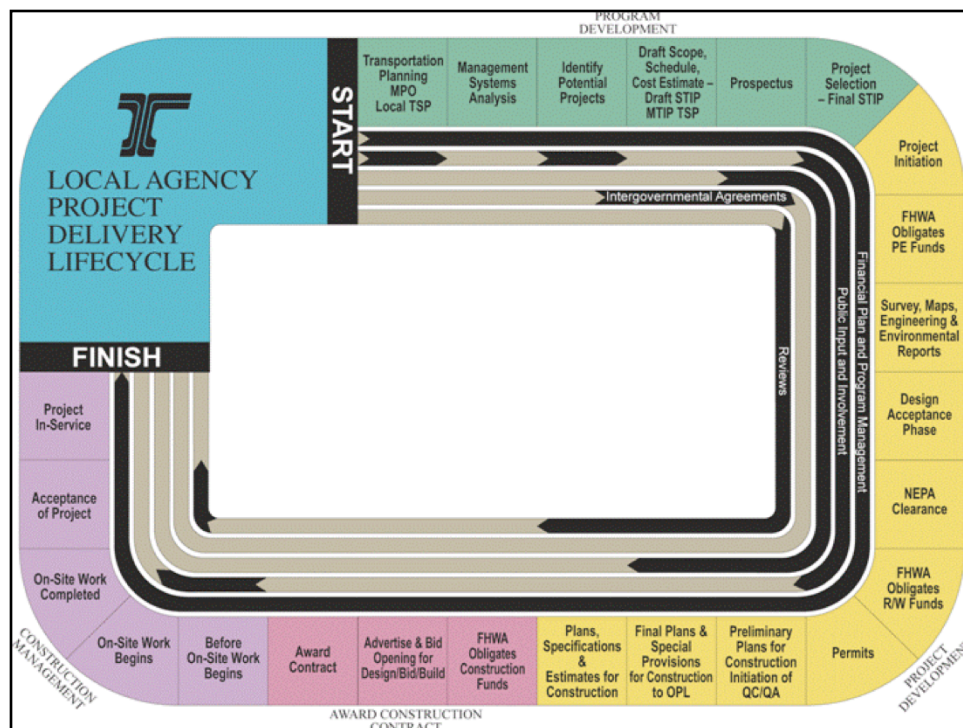 PROGRAM
DEVELOPMENT
LOCAL AGENCY
PROJECT
DELIVERY
LIFECYCLE
START
Transportation
Planning
MPO
Local TSP
Management
Systems
Analysis
Identify
Potential
Projects
Draft Scope,
Schedule,
Cost Estimate –
Draft STIP
MTIP TSP
Prospectus
Project
Selection
– Final STIP
Project
Initiation
FHWA
Obligates
PE Funds
Survey, Maps,
Engineering &
Environmental
Reports
Design
Acceptance
Phase
NEPA
Clearance
FHWA
Obligates
R/W Funds
PROJECT
DEVELOPMENT
Permits
Preliminary
Plans for
Construction
Initiation of
QC/QA
Final Plans &
Special
Provisions
for Construction
to OPL
Plans,
Specifications
&
Estimates for
Construction
FHWA
Obligates
Construction
Funds
Advertise & Bid
Opening for
Design/Bid/Build
Award
Contract
AWARD CONSTRUCTION
CONTRACT
Before
On-Site Work
Begins
On-Site Work
Begins
On-Site Work
Completed
CONSTRUCTION
MANAGEMENT
Acceptance
of Project
Project
In-Service
FINISH
Intergovernmental Agreements
Financial Plan and Program Management
Public Input and Involvement
Reviews